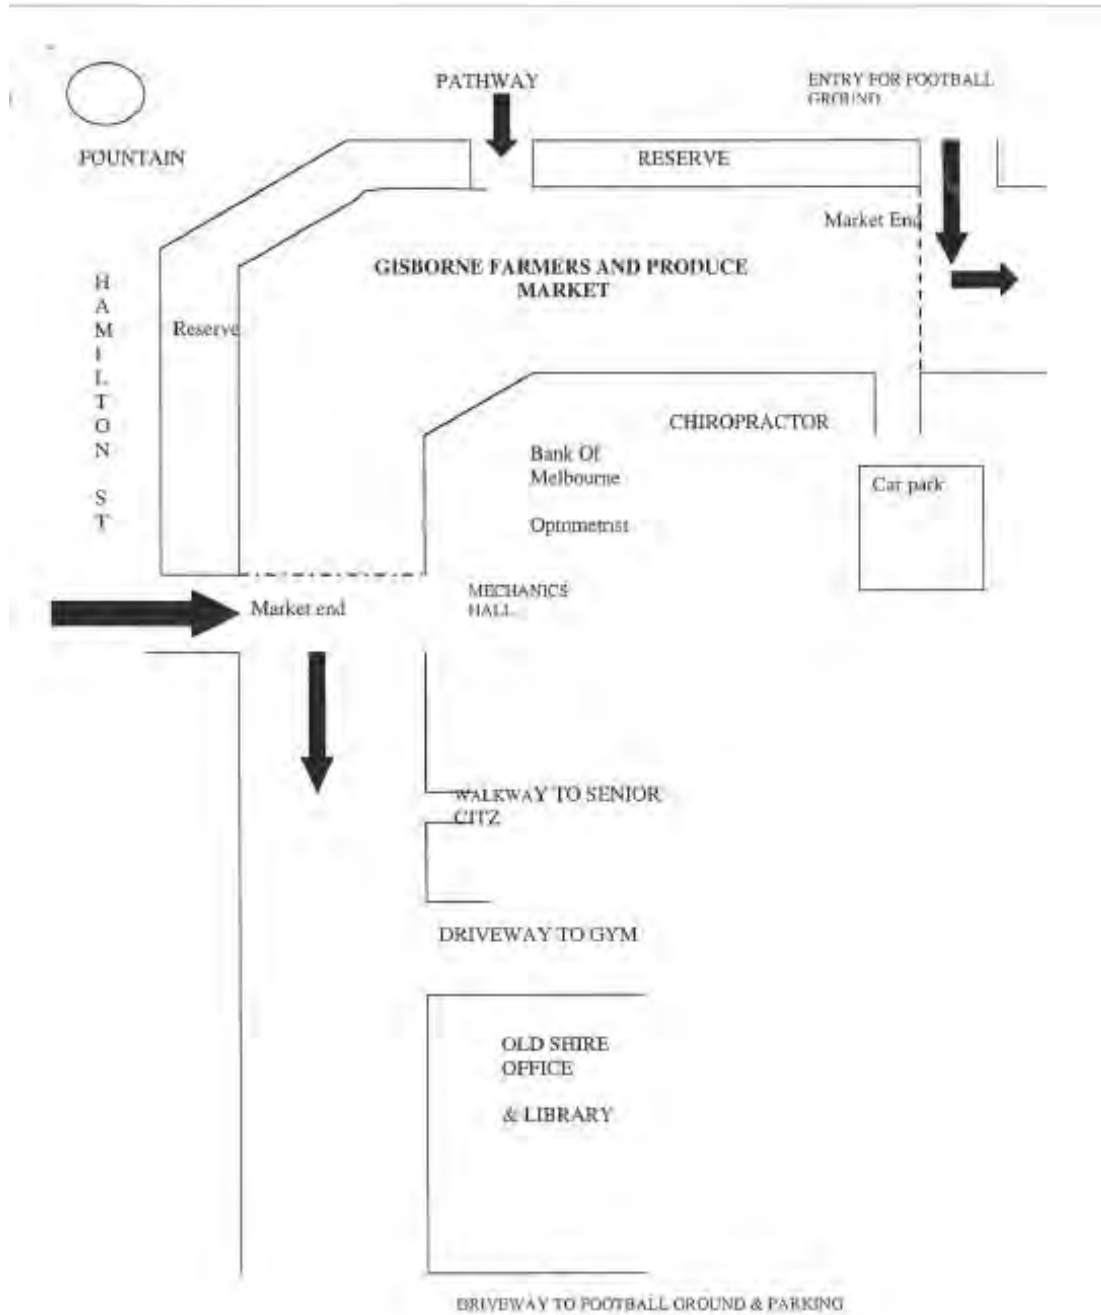 PATHWAY
ENTRY FOR FOOTBALL
GROUND
FOUNTAIN
RESERVE
Market End
GISBORNE FARMERS AND PRODUCE
MARKET
HAMILTON ST
Reserve
CHIROPRACTOR
Bank Of
Melbourne
Car park
Optometrist
MECHANICS
HALL
Market end
WALKWAY TO SENIOR
CITZ
DRIVEWAY TO GYM
OLD SHIRE
OFFICE
& LIBRARY
DRIVEWAY TO FOOTBALL GROUND & PARKING